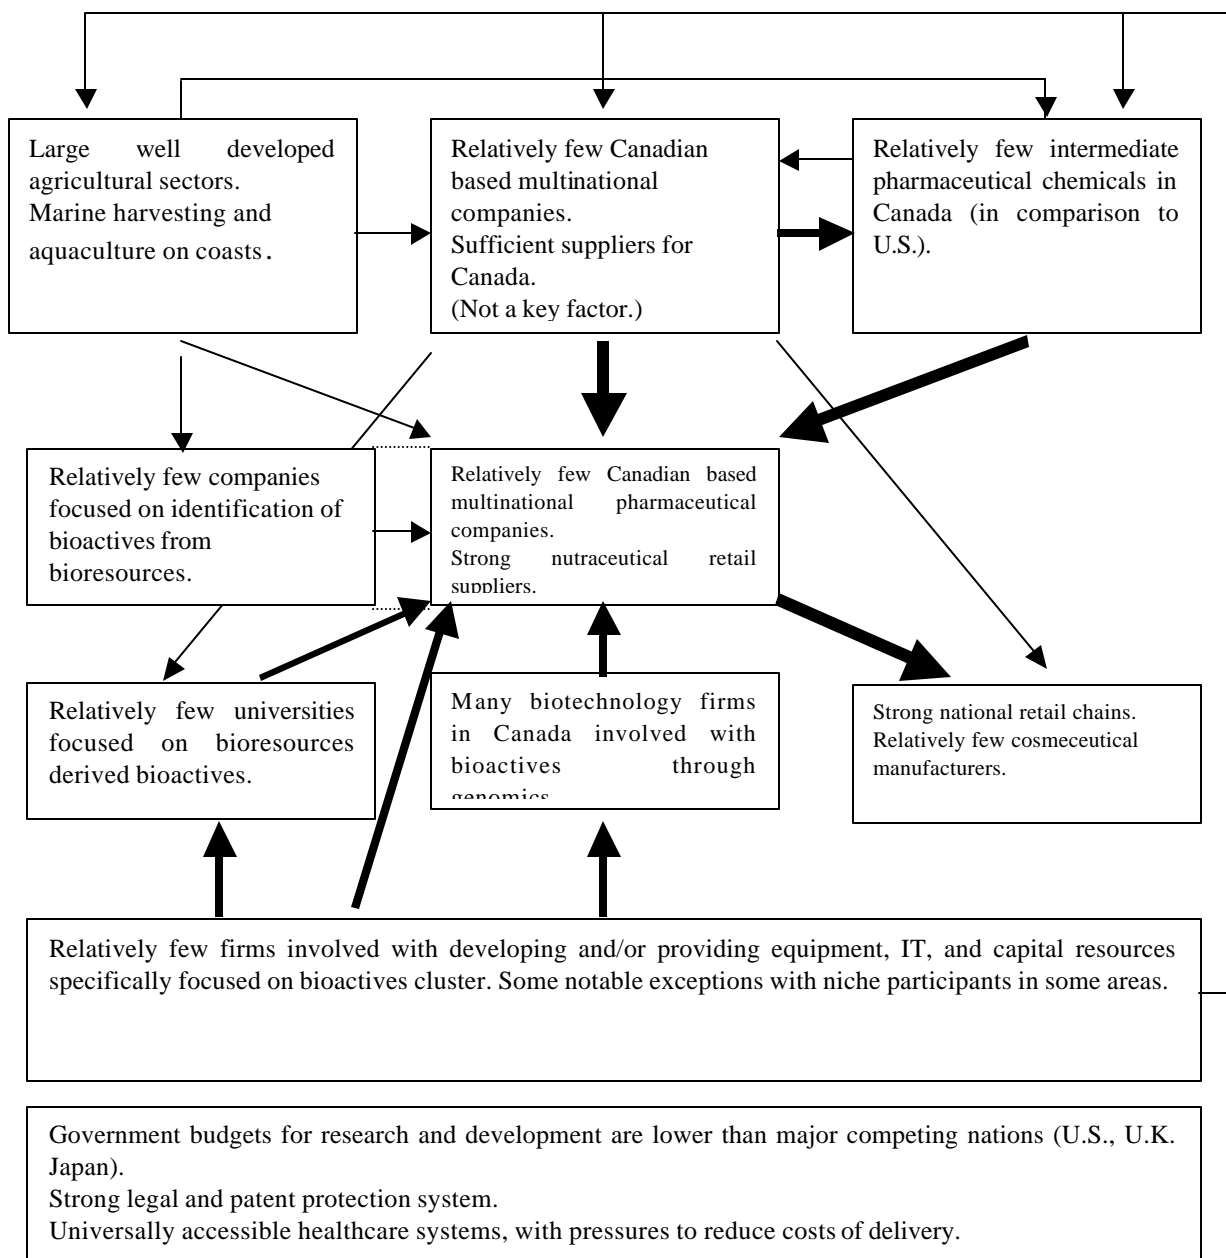 Large well developed
agricultural sectors.
Marine harvesting and
aquaculture on coasts.
Relatively few Canadian
based multinational
companies.
Sufficient suppliers for
Canada.
(Not a key factor.)
Relatively few intermediate
pharmaceutical chemicals in
Canada (in comparison to
U.S.).
Relatively few companies
focused on identification of
bioactives from
bioresources.
Relatively few Canadian based
multinational pharmaceutical
companies.
Strong nutraceutical retail
suppliers.
Relatively few universities
focused on bioresources
derived bioactives.
Many biotechnology firms
in Canada involved with
bioactives through
genomics
Strong national retail chains.
Relatively few cosmeceutical
manufacturers.
Relatively few firms involved with developing and/or providing equipment, IT, and capital resources
specifically focused on bioactives cluster. Some notable exceptions with niche participants in some areas.
Government budgets for research and development are lower than major competing nations (U.S., U.K.
Japan).
Strong legal and patent protection system.
Universally accessible healthcare systems, with pressures to reduce costs of delivery.